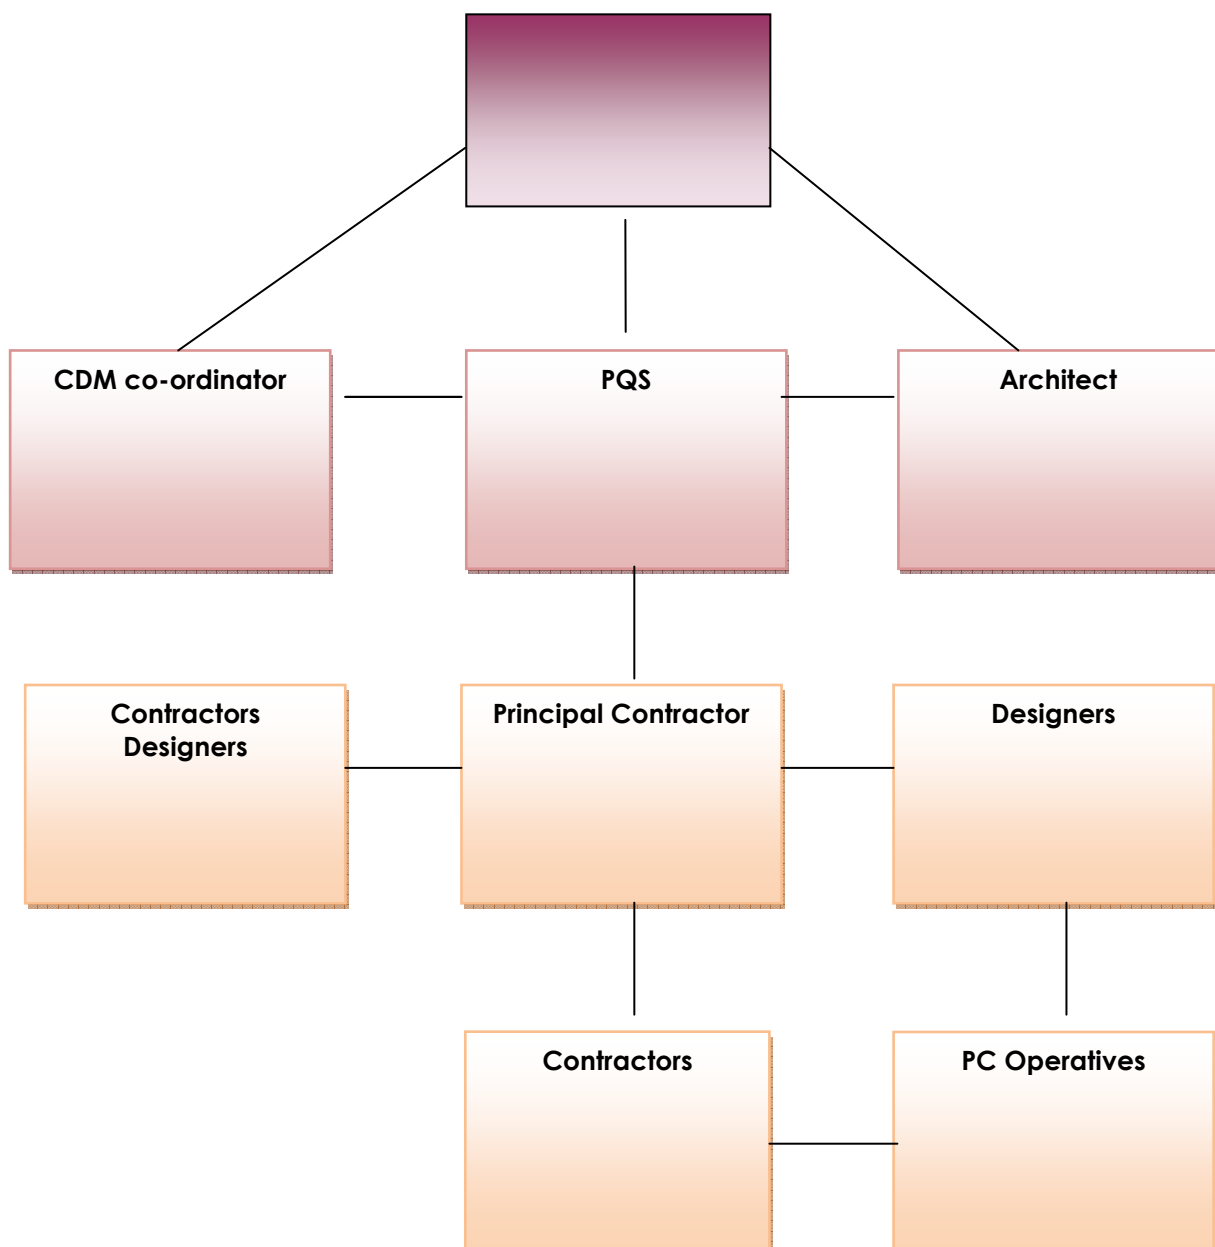 CDM co-ordinator
PQS
Architect
Contractors
Designers
Principal Contractor
Designers
Contractors
PC Operatives